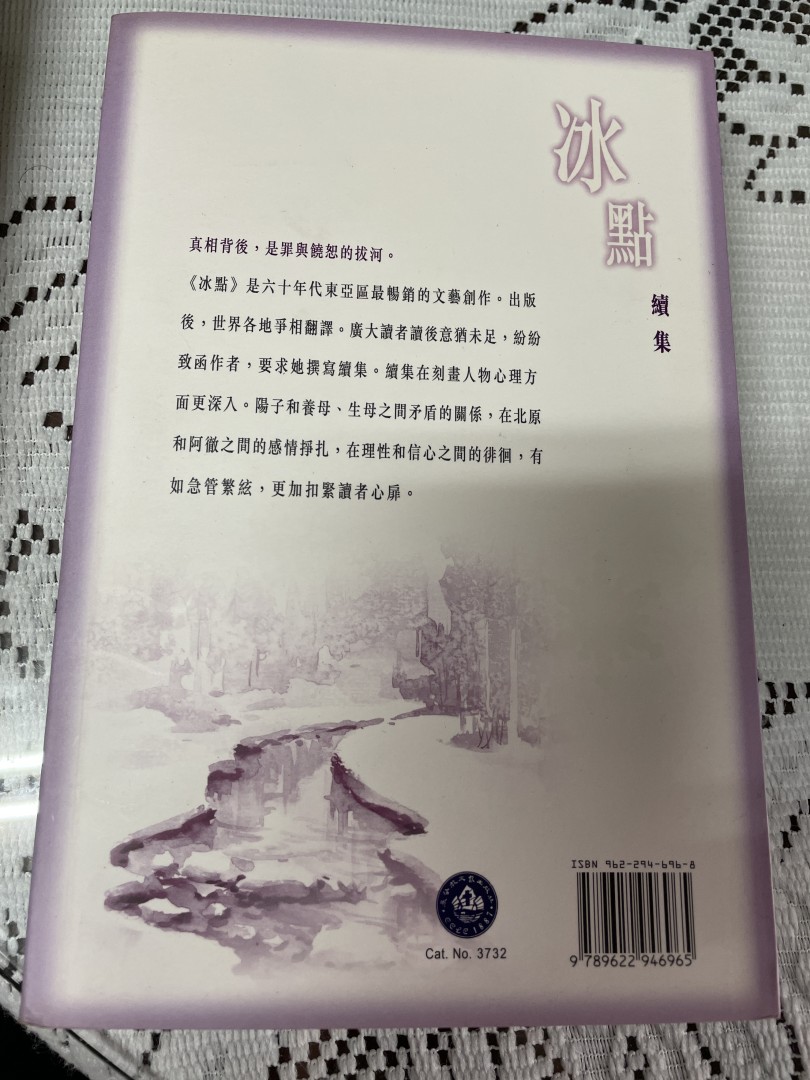 冰點
續集
真相背後，是罪與饒恕的拔河。
《冰點》是六十年代東亞區最暢銷的文藝創作。出版
後，世界各地爭相翻譯。廣大讀者讀後意猶未足，紛紛
致函作者，要求她撰寫續集。續集在刻畫人物心理方
面更深入。陽子和養母、生母之間矛盾的關係，在北原
和阿徹之間的感情掙扎，在理性和信心之間的徘徊，有
如急管繁絃，更加扣緊讀者心扉。
ISBN 962-294-696-8
9 789622 946965
Cat. No. 3732